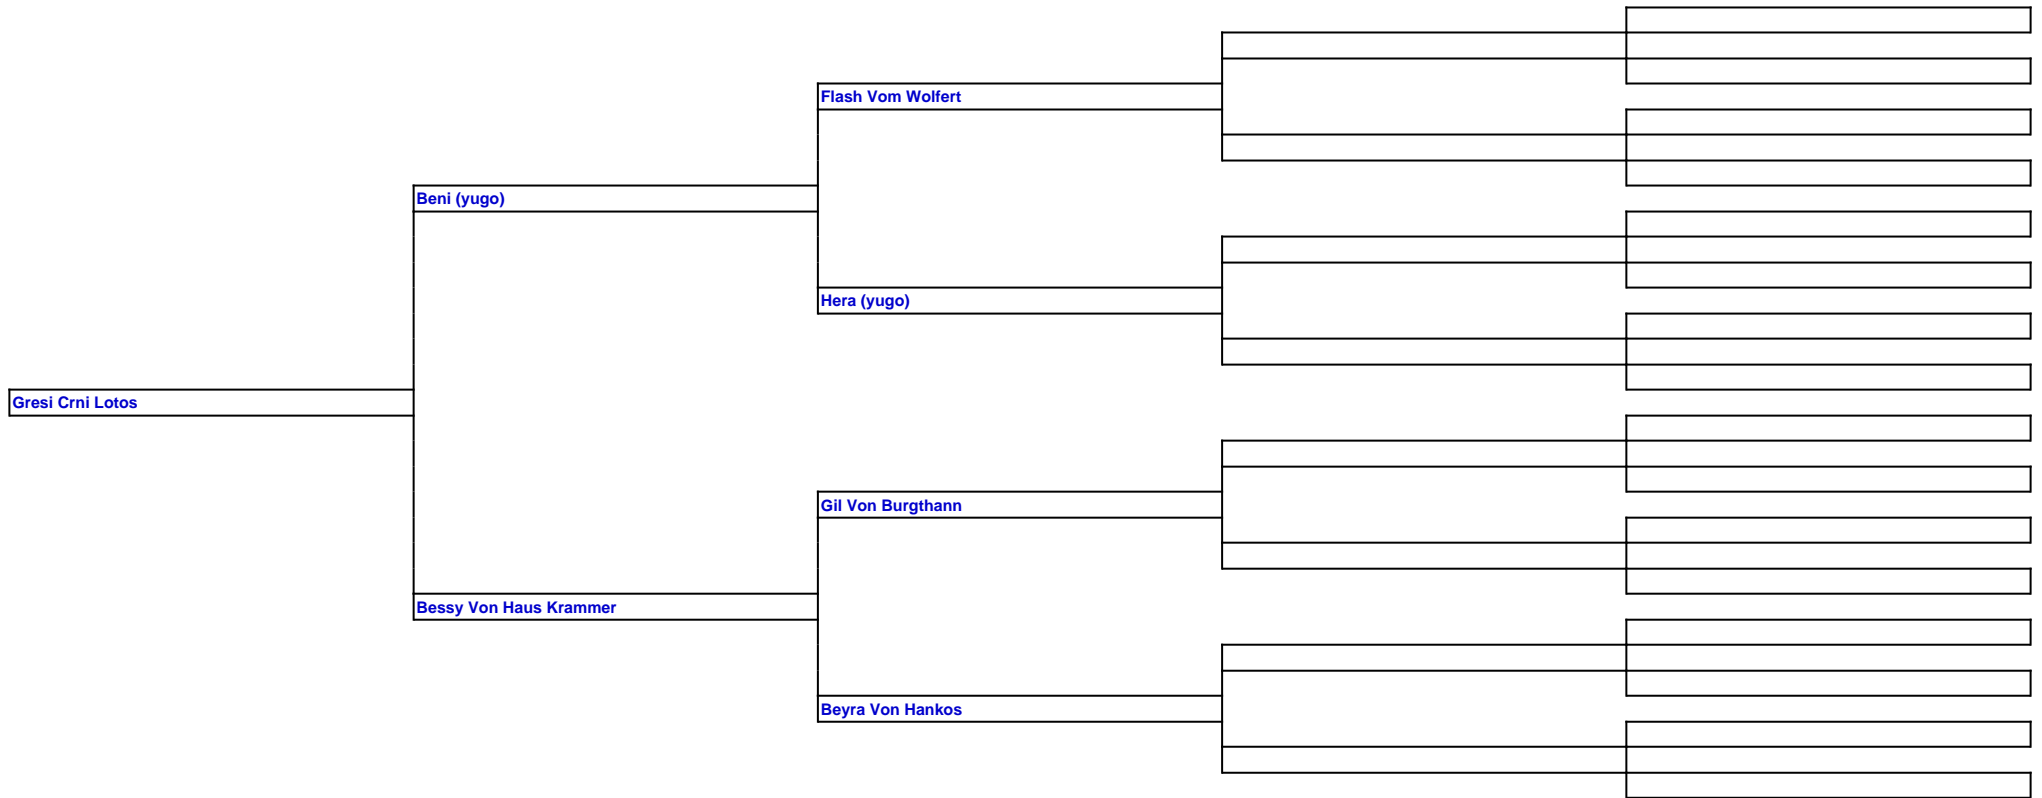 Flash Vom Wolfert
Beni (yugo)
Hera (yugo)
Gresi Crni Lotos
Gil Von Burgthann
Bessy Von Haus Krammer
Beyra Von Hankos